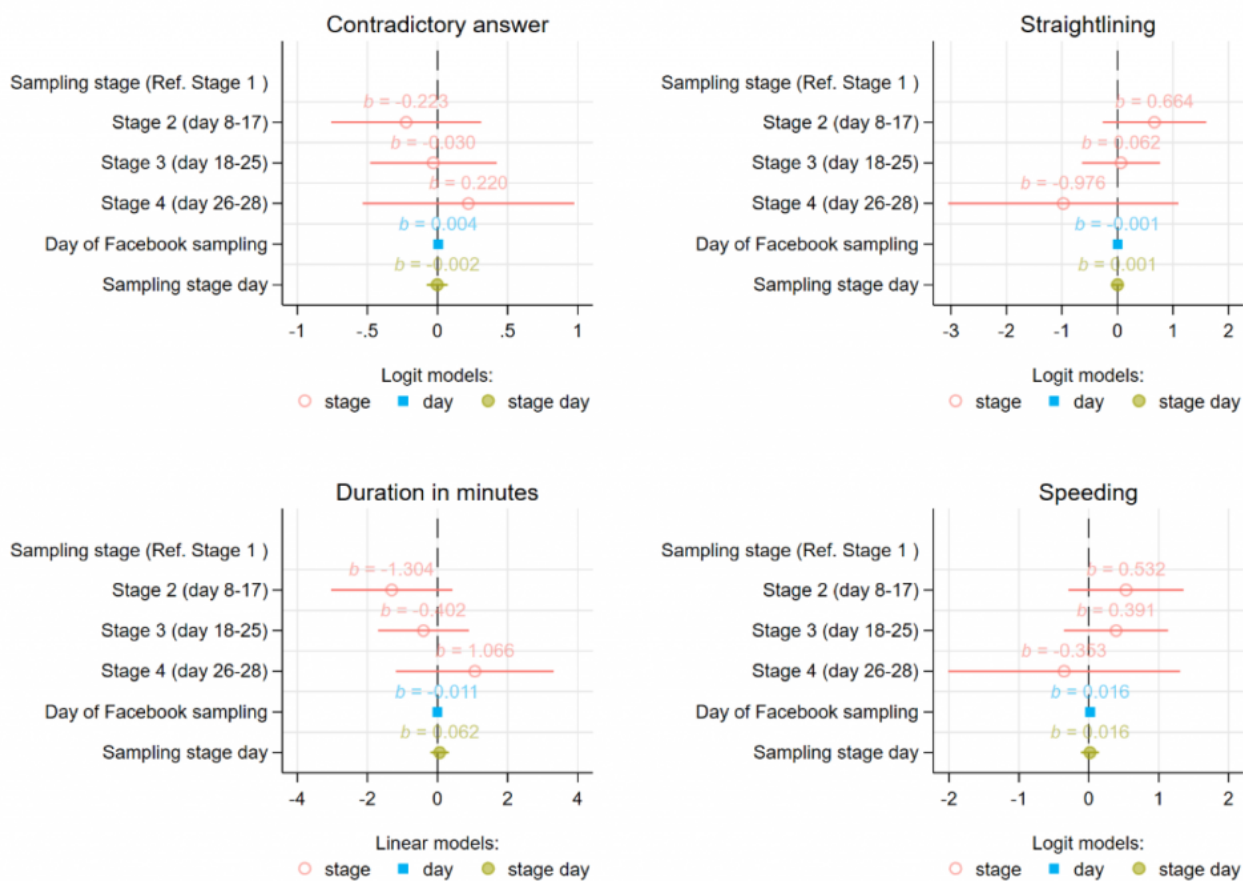 Contradictory answer
Sampling stage (Ref. Stage 1 )
b = -0.223
Stage 2 (day 8-17)
b = -0.030
Stage 3 (day 18-25)
b = 0.220
Stage 4 (day 26-28)
b = 0.004
Day of Facebook sampling
b = -0.002
Sampling stage day
-1 -.5 0 .5 1
Logit models:
stage day stage day
Straightlining
Sampling stage (Ref. Stage 1 )
b = 0.664
Stage 2 (day 8-17)
b = 0.062
Stage 3 (day 18-25)
b = -0.976
Stage 4 (day 26-28)
b = -0.001
Day of Facebook sampling
b = 0.001
Sampling stage day
-3 -2 -1 0 1 2
Logit models:
stage day stage day
Duration in minutes
Sampling stage (Ref. Stage 1 )
b = -1.304
Stage 2 (day 8-17)
b = -0.402
Stage 3 (day 18-25)
b = 1.066
Stage 4 (day 26-28)
b = -0.011
Day of Facebook sampling
b = 0.062
Sampling stage day
-4 -2 0 2 4
Linear models:
stage day stage day
Speeding
Sampling stage (Ref. Stage 1 )
b = 0.532
Stage 2 (day 8-17)
b = 0.391
Stage 3 (day 18-25)
b = -0.353
Stage 4 (day 26-28)
b = 0.016
Day of Facebook sampling
b = 0.016
Sampling stage day
-2 -1 0 1 2
Logit models:
stage day stage day